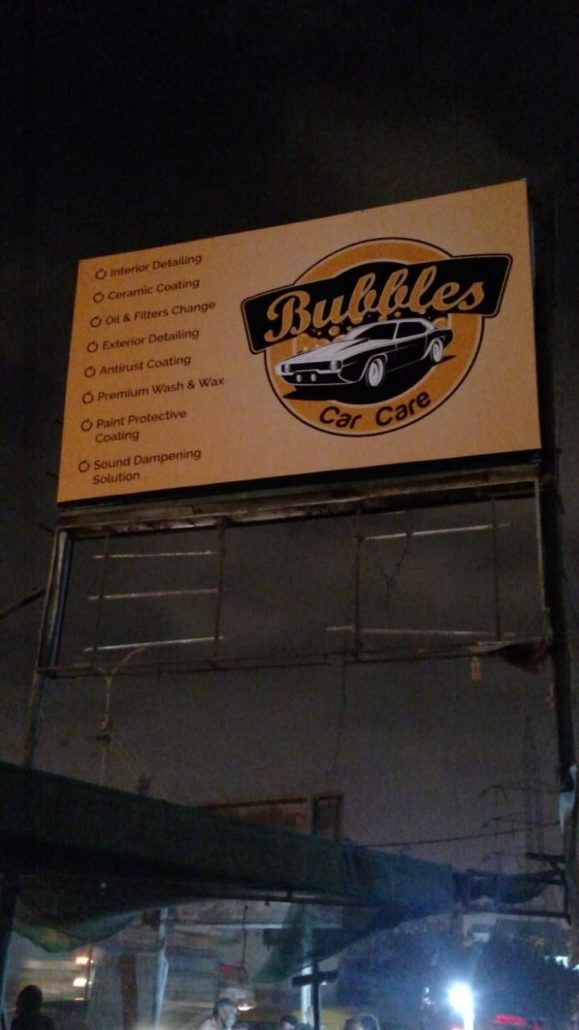 Interior Detailing
Ceramic Coating
Oil & Filters Change
Exterior Detailing
Antirust Coating
Premium Wash & Wax
Paint Protective
Coating
Sound Dampening
Solution
Bubbles
Car Care